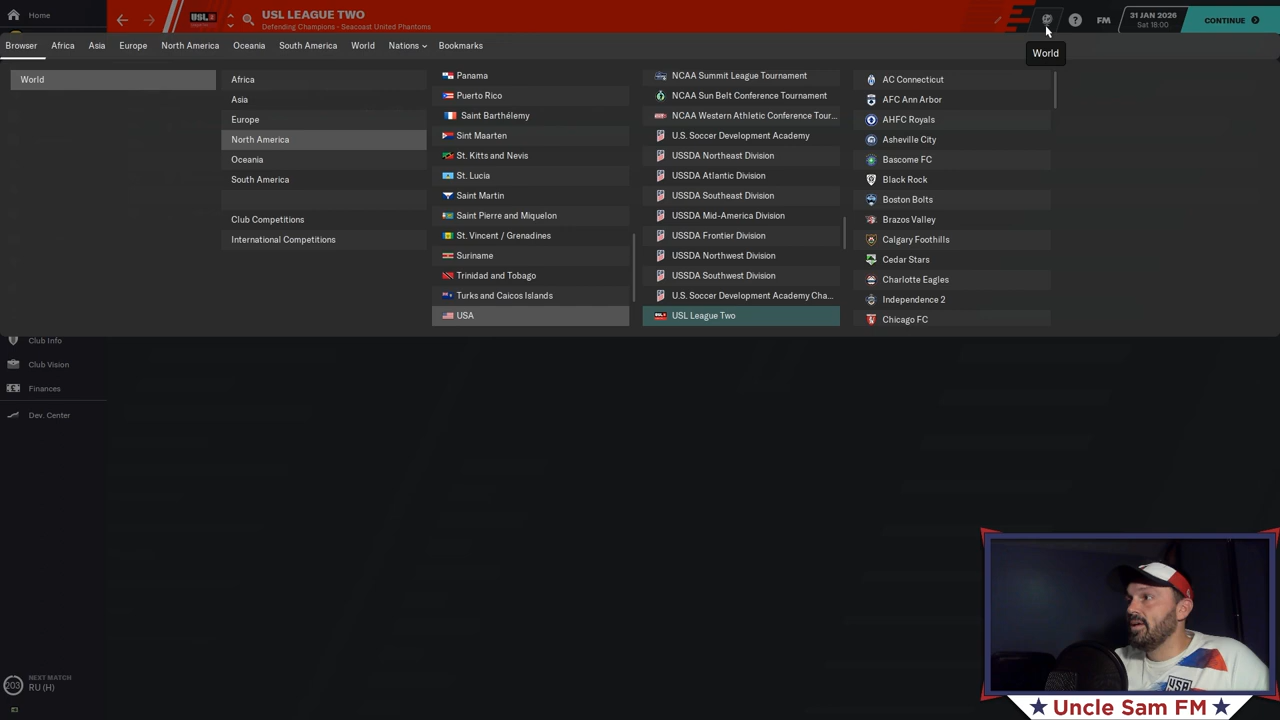 Home
USL LEAGUE TWO
Defending Champions - Seacoast United Phantoms
FM
31 JAN 2026
Sat 18:00
CONTINUE
Browser
Africa
Asia
Europe
North America
Oceania
South America
World
Nations
Bookmarks
World
World
Africa
Asia
Europe
North America
Oceania
South America
Club Competitions
International Competitions
Panama
Puerto Rico
Saint Barthélemy
Sint Maarten
St. Kitts and Nevis
St. Lucia
Saint Martin
Saint Pierre and Miquelon
St. Vincent / Grenadines
Suriname
Trinidad and Tobago
Turks and Caicos Islands
USA
NCAA Summit League Tournament
NCAA Sun Belt Conference Tournament
NCAA Western Athletic Conference Tour...
U.S. Soccer Development Academy
USSDA Northeast Division
USSDA Atlantic Division
USSDA Southeast Division
USSDA Mid-America Division
USSDA Frontier Division
USSDA Northwest Division
USSDA Southwest Division
U.S. Soccer Development Academy Cha...
USL League Two
AC Connecticut
AFC Ann Arbor
AHFC Royals
Asheville City
Bascome FC
Black Rock
Boston Bolts
Brazos Valley
Calgary Foothills
Cedar Stars
Charlotte Eagles
Independence 2
Chicago FC
Club Info
Club Vision
Finances
Dev. Center
203
NEXT MATCH
RU (H)
USA
★ Uncle Sam FM ★